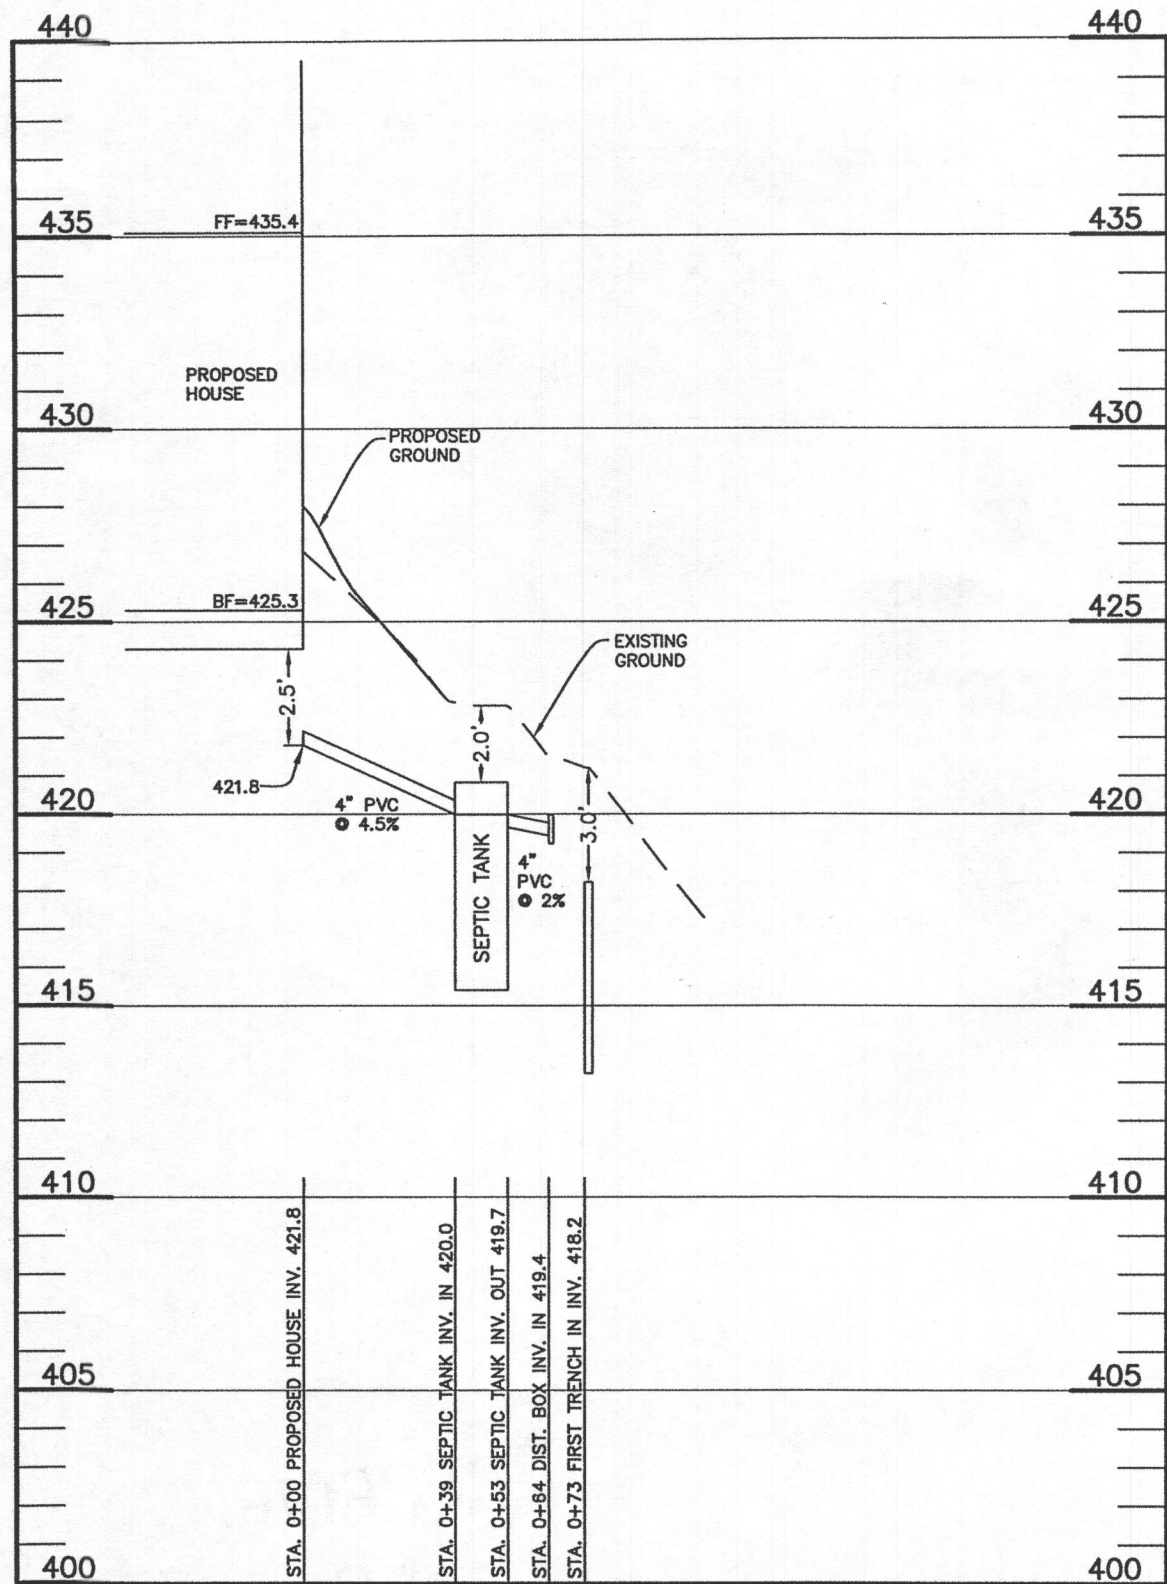 440 440
FF=435.4
435 435
PROPOSED
HOUSE
430 430
PROPOSED
GROUND
BF=425.3
425 425
EXISTING
GROUND
2.5'
2.0'
421.8
4" PVC
@ 4.5%
420 420
3.0'
4"
PVC
@ 2%
SEPTIC TANK
415 415
410 410
STA. 0+00 PROPOSED HOUSE INV. 421.8
STA. 0+39 SEPTIC TANK INV. IN 420.0
STA. 0+53 SEPTIC TANK INV. OUT 419.7
STA. 0+64 DIST. BOX INV. IN 419.4
STA. 0+73 FIRST TRENCH IN INV. 418.2
405 405
400 400